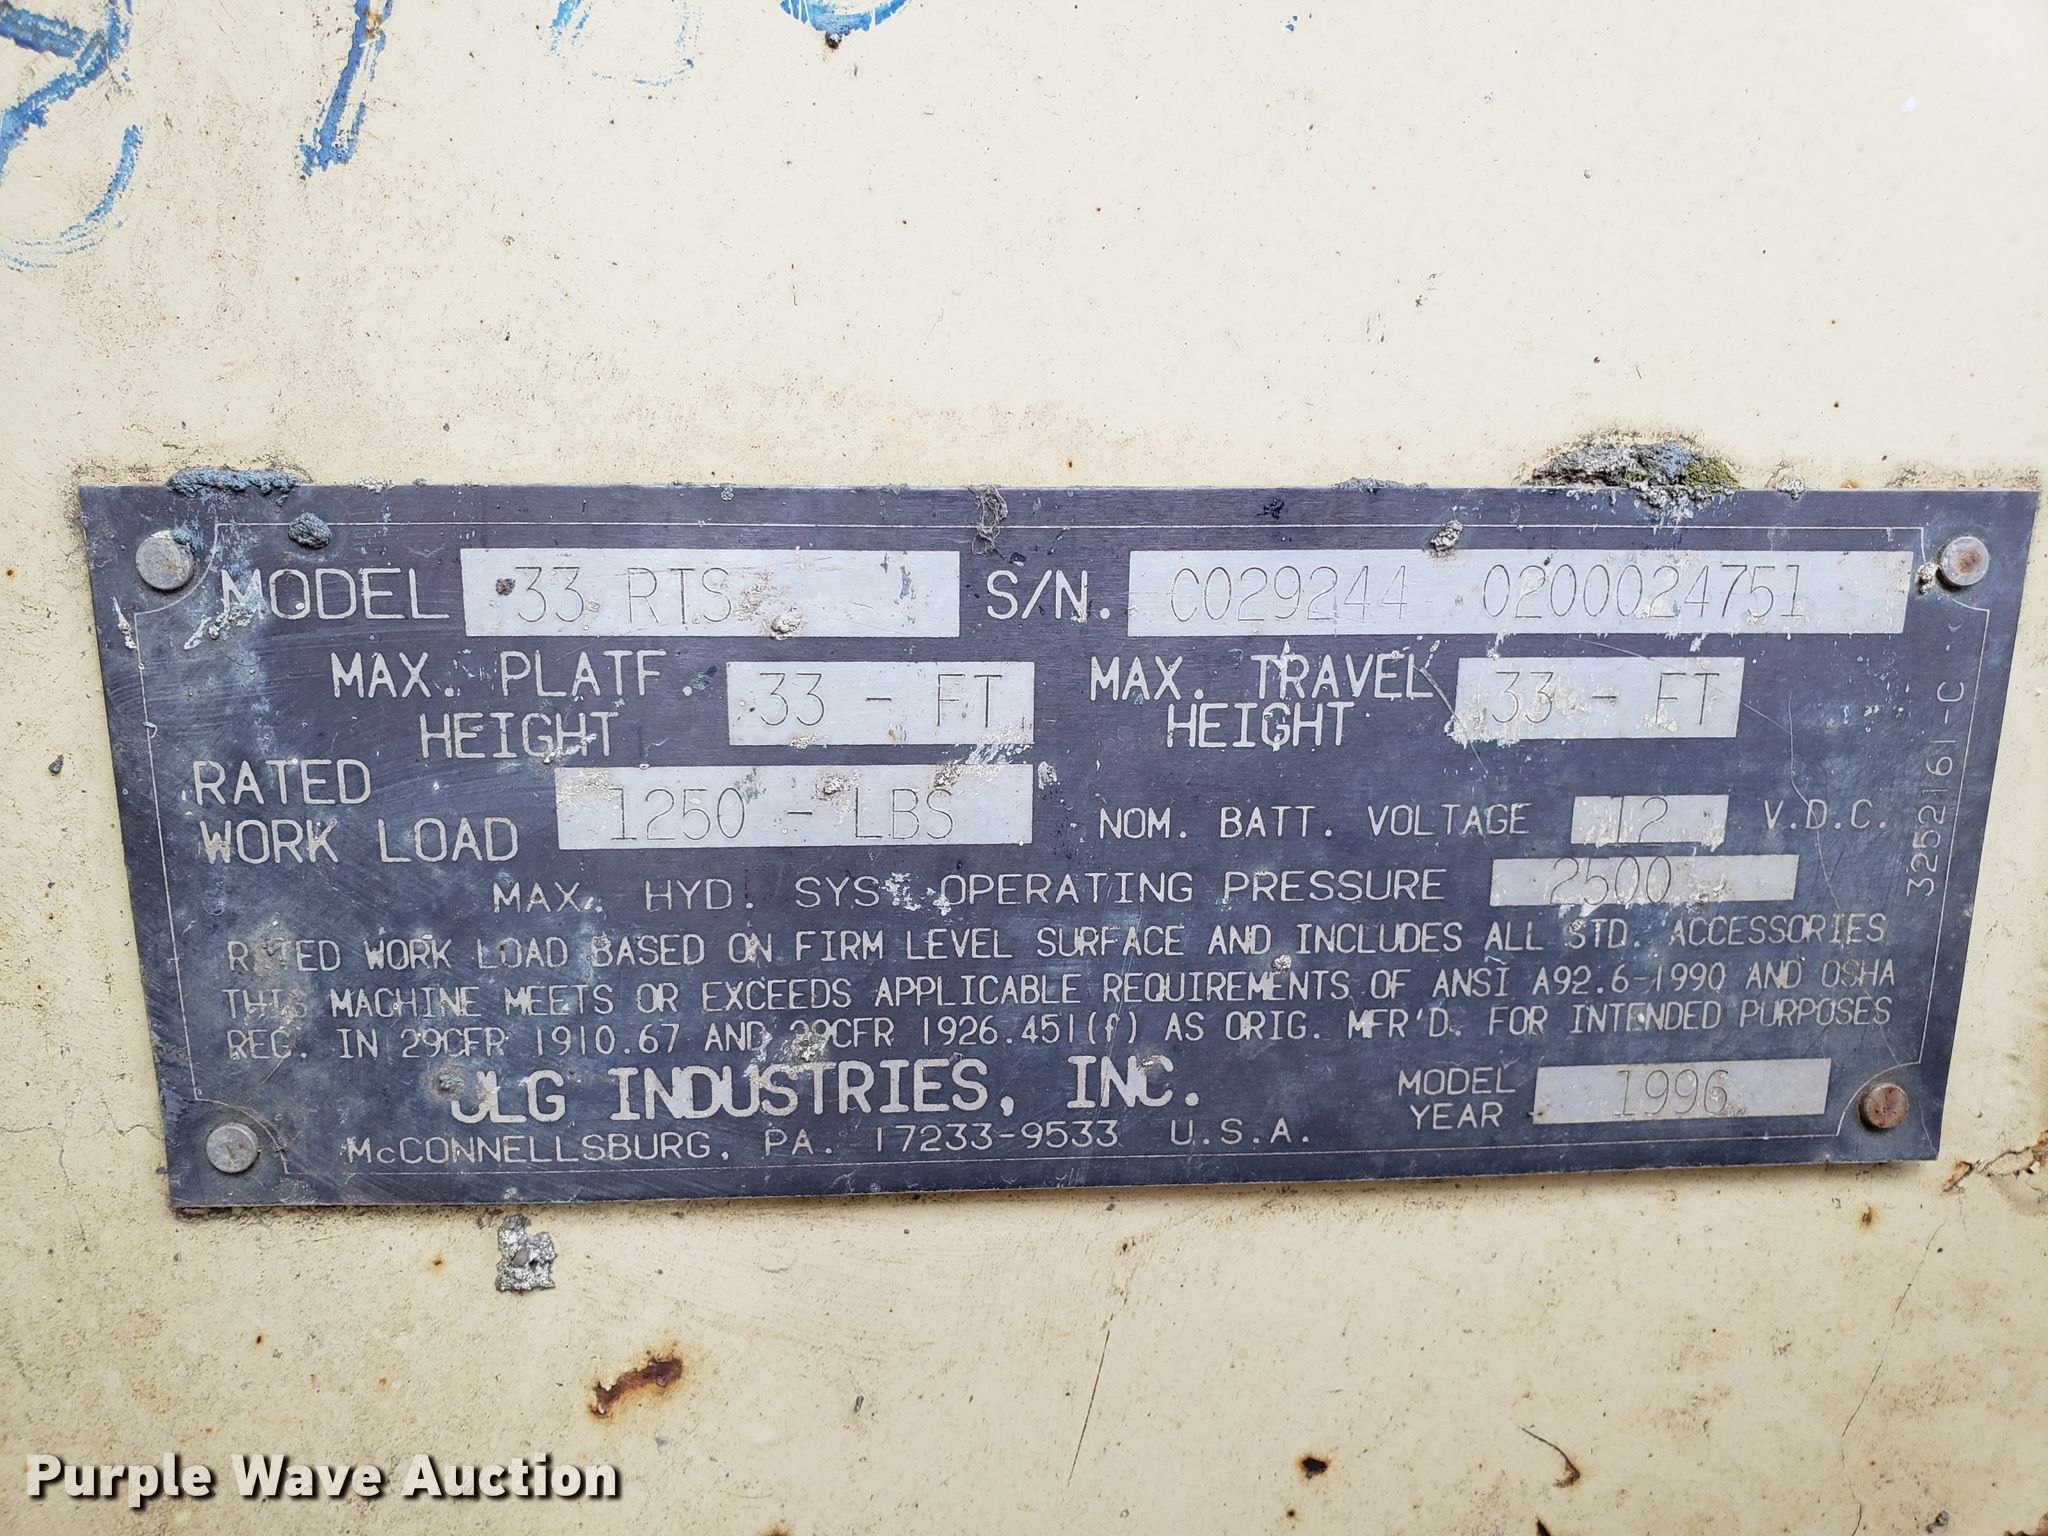 MODEL 33 RTS S/N. C029244 0200024751
MAX. PLATF. HEIGHT 33 - FT MAX. TRAVEL HEIGHT 33 - FT
RATED WORK LOAD 1250 - LBS NOM. BATT. VOLTAGE 12 V.D.C.
MAX. HYD. SYS. OPERATING PRESSURE 2500
RATED WORK LOAD BASED ON FIRM LEVEL SURFACE AND INCLUDES ALL STD. ACCESSORIES
THIS MACHINE MEETS OR EXCEEDS APPLICABLE REQUIREMENTS OF ANSI A92.6-1990 AND OSHA
REG. IN 29CFR 1910.67 AND 29CFR 1926.451(f) AS ORIG. MFR'D. FOR INTENDED PURPOSES
JLG INDUSTRIES, INC. MODEL YEAR 1996
McCONNELLSBURG, PA. 17233-9533 U.S.A.
3252161-C
Purple Wave Auction